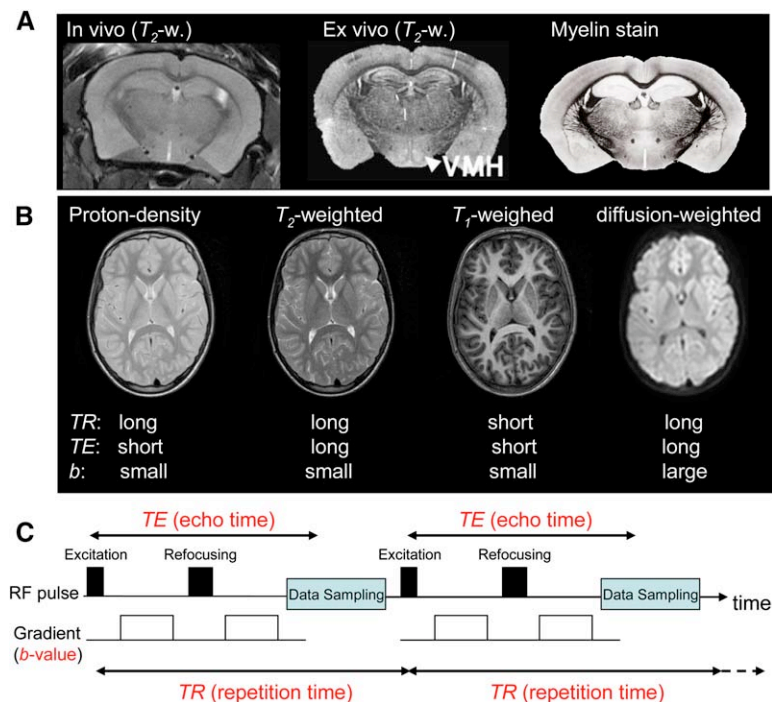 A
In vivo (T2-w.) Ex vivo (T2-w.) Myelin stain
VMH
B
Proton-density T2-weighted T1-weighed diffusion-weighted
TR: long long short long
TE: short long short long
b: small small small large
C
TE (echo time) TE (echo time)
Excitation Refocusing Excitation Refocusing
RF pulse Data Sampling Data Sampling time
Gradient
(b-value)
TR (repetition time) TR (repetition time)